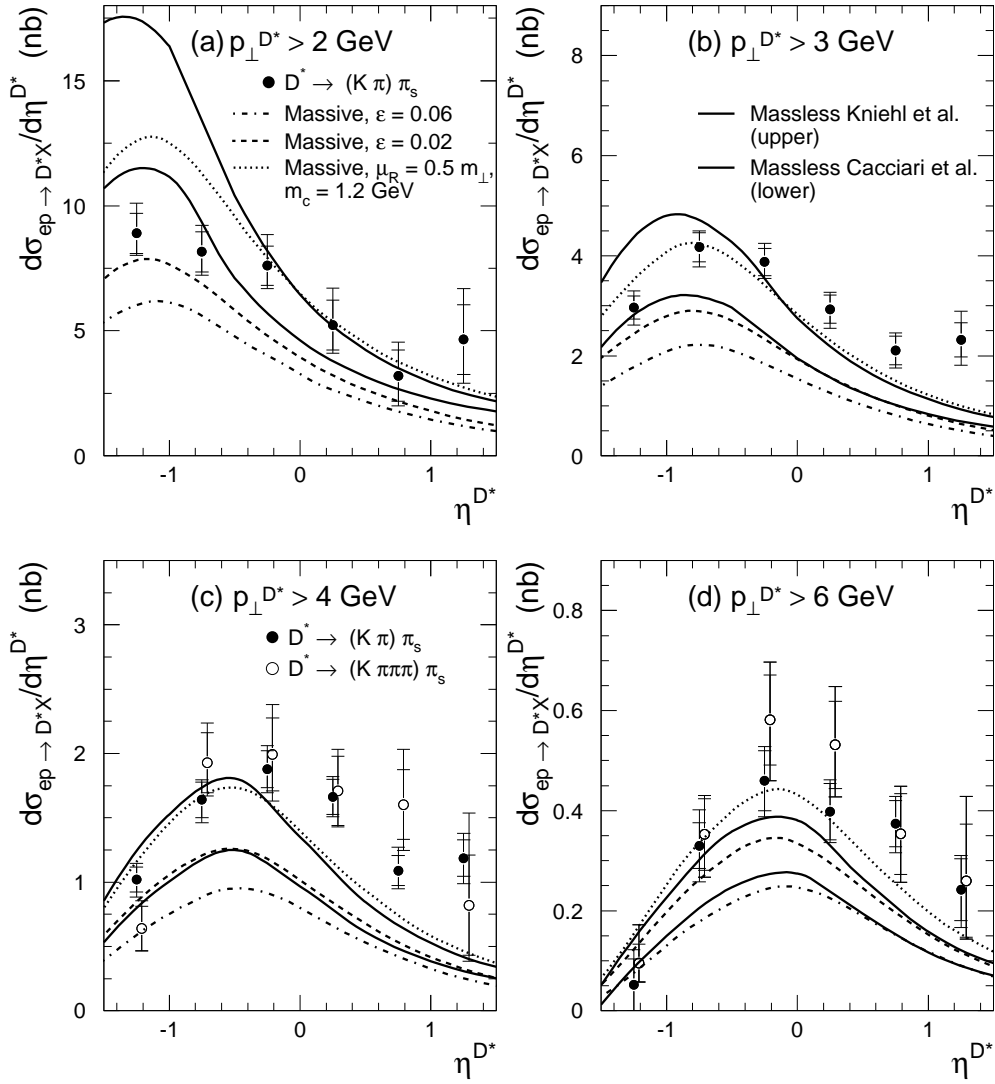 dσep → D*X/dηD* (nb)
(a) p⊥D* > 2 GeV
D* → (K π) πs
Massive, ε = 0.06
Massive, ε = 0.02
Massive, μR = 0.5 m⊥,
mc = 1.2 GeV
15
10
5
0
-1 0 1
ηD*
dσep → D*X/dηD* (nb)
(b) p⊥D* > 3 GeV
Massless Kniehl et al.
(upper)
Massless Cacciari et al.
(lower)
8
6
4
2
0
-1 0 1
ηD*
dσep → D*X/dηD* (nb)
(c) p⊥D* > 4 GeV
D* → (K π) πs
D* → (K πππ) πs
3
2
1
0
-1 0 1
ηD*
dσep → D*X/dηD* (nb)
(d) p⊥D* > 6 GeV
0.8
0.6
0.4
0.2
0
-1 0 1
ηD*